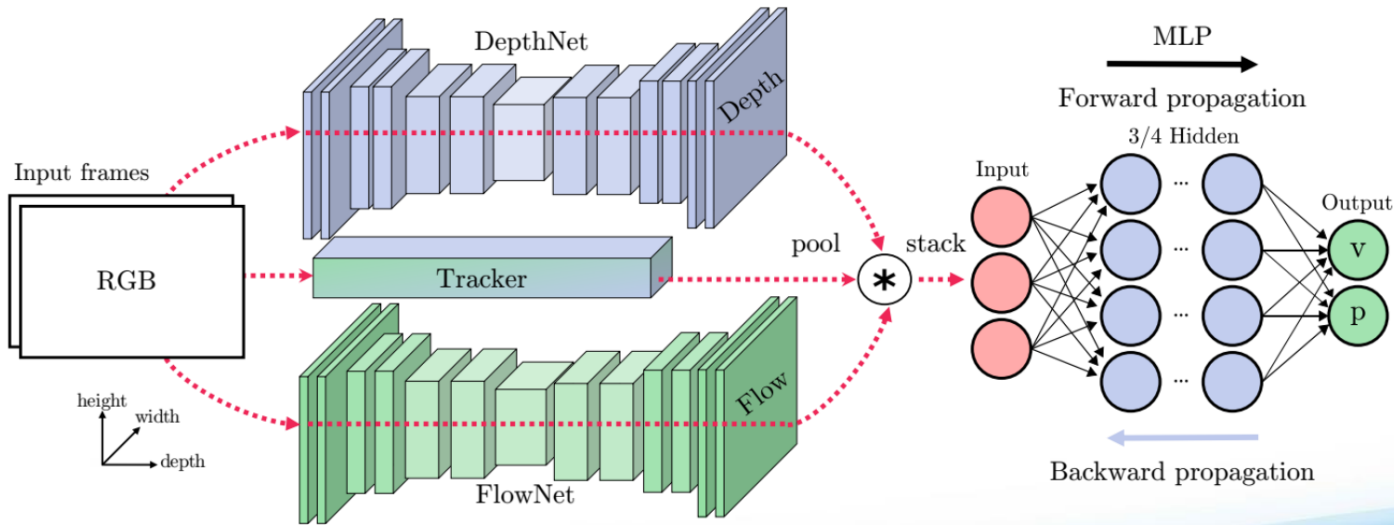 DepthNet
Depth
Input frames
RGB
Tracker
pool
*
stack
Flow
FlowNet
height
width
depth
MLP
Forward propagation
3/4 Hidden
Input
...
...
...
...
Output
v
p
Backward propagation